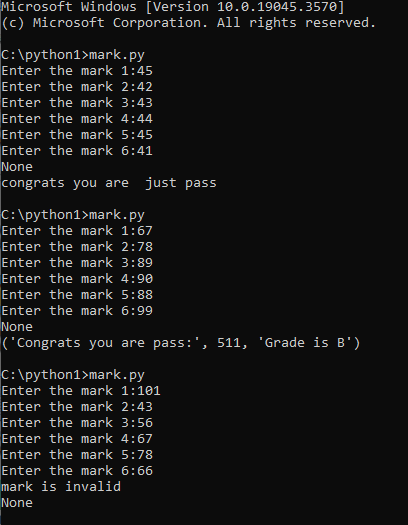 Microsoft Windows [Version 10.0.19045.3570]
(c) Microsoft Corporation. All rights reserved.
C:\python1>mark.py
Enter the mark 1:45
Enter the mark 2:42
Enter the mark 3:43
Enter the mark 4:44
Enter the mark 5:45
Enter the mark 6:41
None
congrats you are  just pass
C:\python1>mark.py
Enter the mark 1:67
Enter the mark 2:78
Enter the mark 3:89
Enter the mark 4:90
Enter the mark 5:88
Enter the mark 6:99
None
('Congrats you are pass:', 511, 'Grade is B')
C:\python1>mark.py
Enter the mark 1:101
Enter the mark 2:43
Enter the mark 3:56
Enter the mark 4:67
Enter the mark 5:78
Enter the mark 6:66
mark is invalid
None